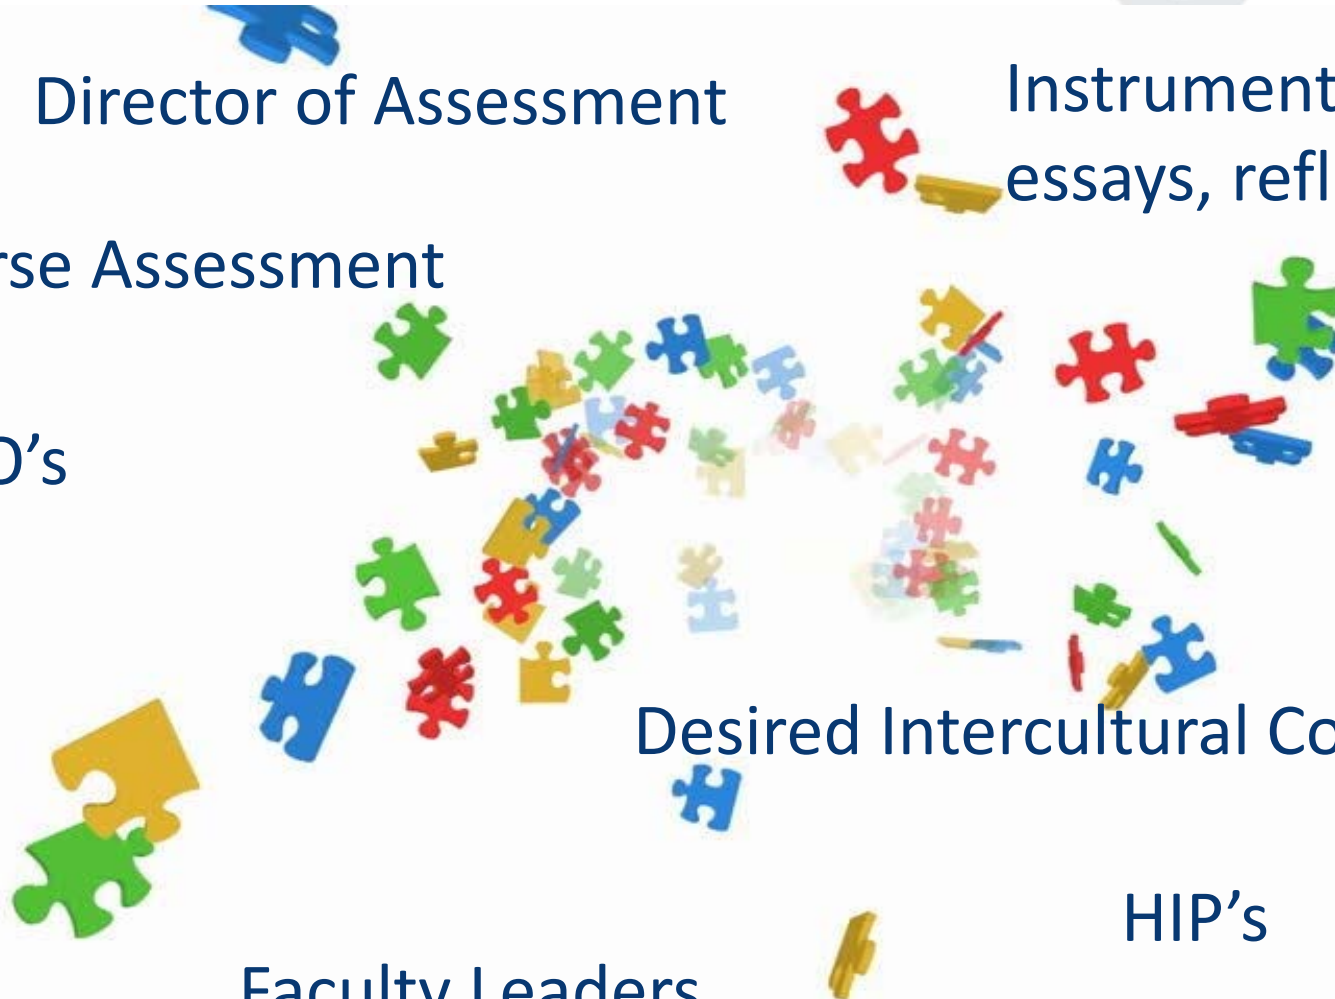 Director of Assessment
Instrument
essays, refl
rse Assessment
O's
Desired Intercultural Co
HIP's
Faculty Leaders